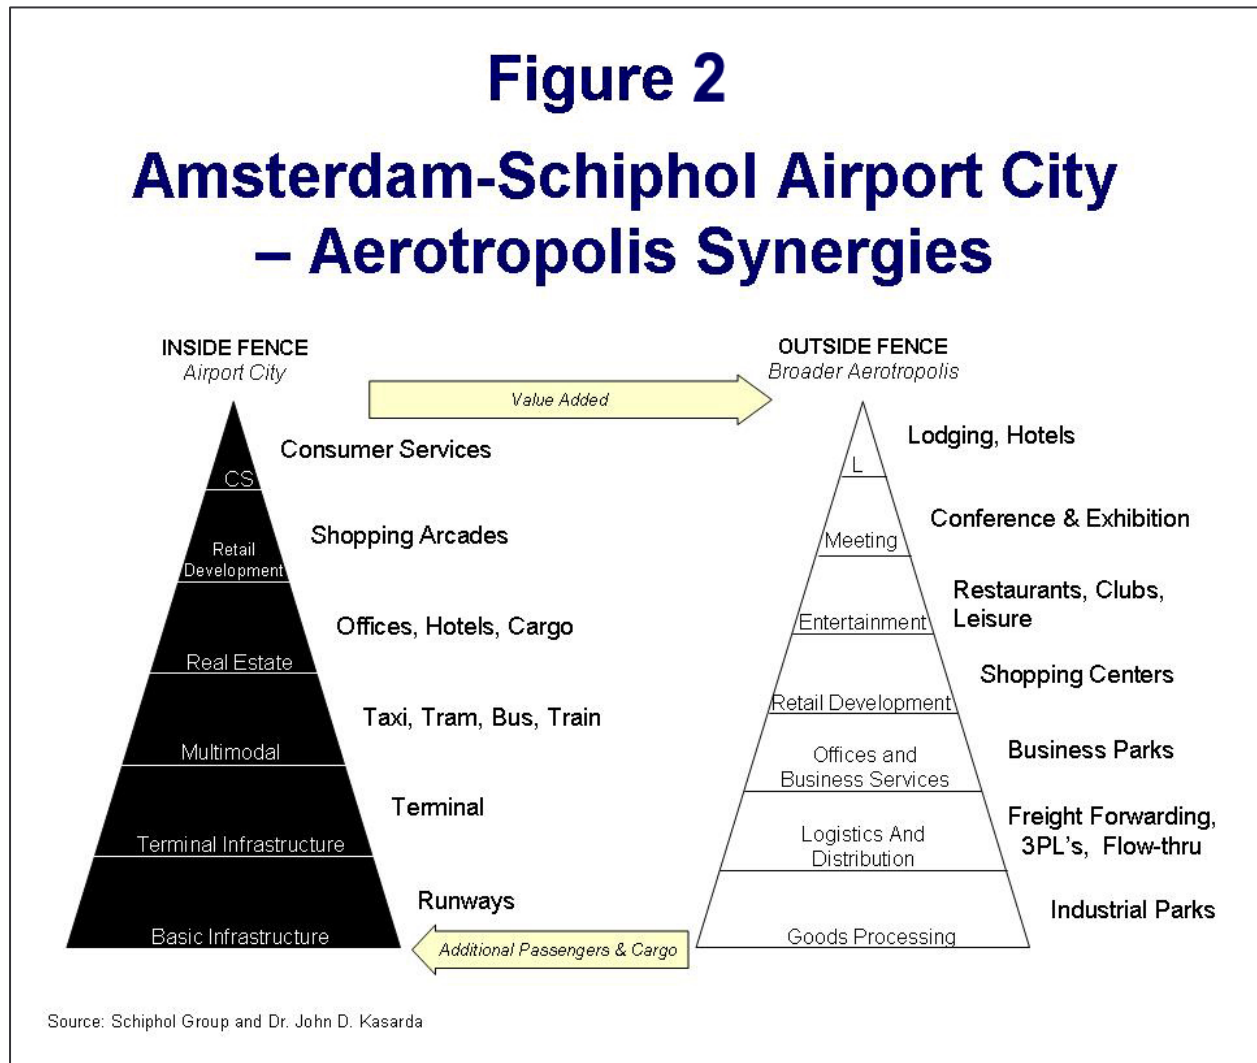 Figure 2
Amsterdam-Schiphol Airport City
– Aerotropolis Synergies
INSIDE FENCE
Airport City
Value Added
OUTSIDE FENCE
Broader Aerotropolis
CS
Consumer Services
Retail
Development
Shopping Arcades
Real Estate
Offices, Hotels, Cargo
Multimodal
Taxi, Tram, Bus, Train
Terminal Infrastructure
Terminal
Basic Infrastructure
Runways
L
Lodging, Hotels
Meeting
Conference & Exhibition
Entertainment
Restaurants, Clubs,
Leisure
Retail Development
Shopping Centers
Offices and
Business Services
Business Parks
Logistics And
Distribution
Freight Forwarding,
3PL's, Flow-thru
Goods Processing
Industrial Parks
Additional Passengers & Cargo
Source: Schiphol Group and Dr. John D. Kasarda